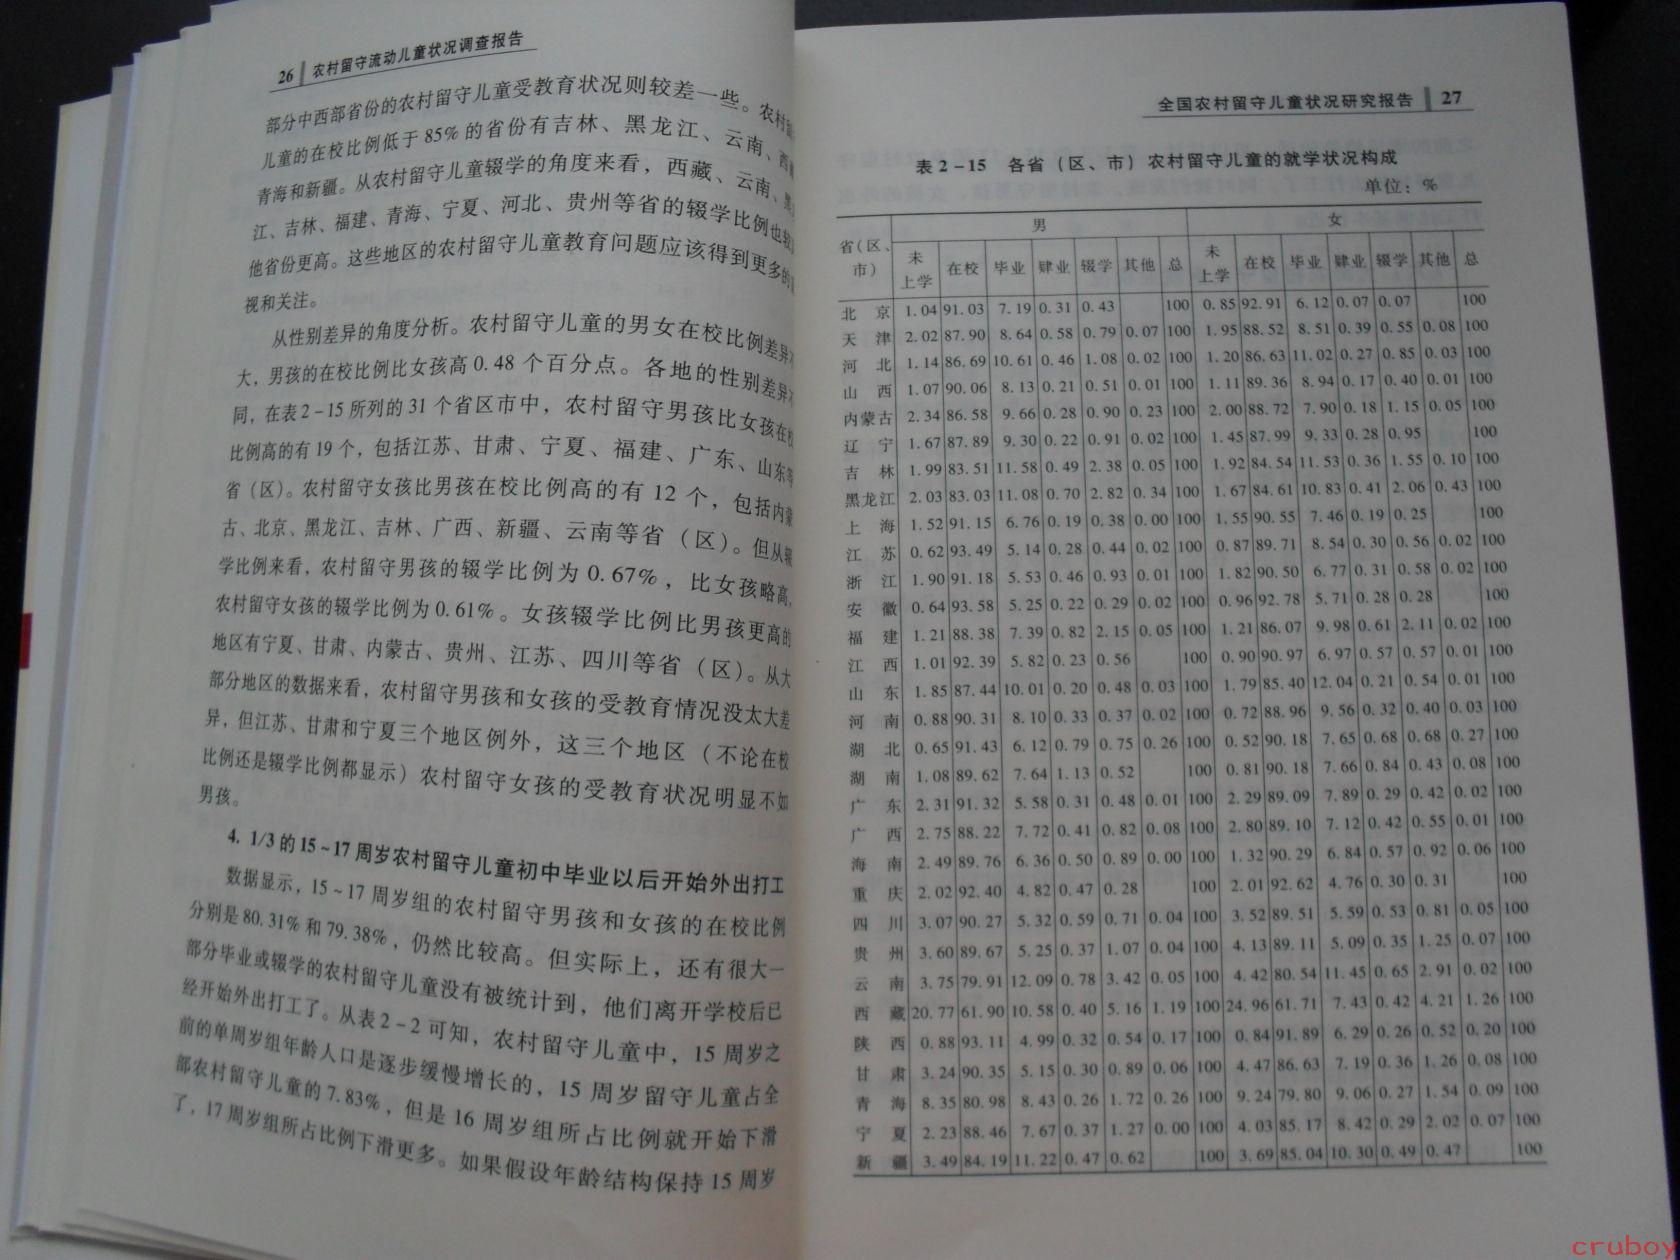 26 农村留守流动儿童状况调查报告
部分中西部省份的农村留守儿童受教育状况则较差一些。农村
儿童的在校比例低于85%的省份有吉林、黑龙江、云南、西
青海和新疆。从农村留守儿童辍学的角度来看，西藏、云南、黑
江、吉林、福建、青海、宁夏、河北、贵州等省的辍学比例也较
他省份更高。这些地区的农村留守儿童教育问题应该得到更多的
视和关注。
从性别差异的角度分析。农村留守儿童的男女在校比例差异
大，男孩的在校比例比女孩高0.48个百分点。各地的性别差异
同，在表2-15所列的31个省区市中，农村留守男孩比女孩在校
比例高的有19个，包括江苏、甘肃、宁夏、福建、广东、山东等
省（区）。农村留守女孩比男孩在校比例高的有12个，包括内蒙
古、北京、黑龙江、吉林、广西、新疆、云南等省（区）。但从辍
学比例来看，农村留守男孩的辍学比例为0.67%，比女孩略高，
农村留守女孩的辍学比例为0.61%。女孩辍学比例比男孩更高的
地区有宁夏、甘肃、内蒙古、贵州、江苏、四川等省（区）。从大
部分地区的数据来看，农村留守男孩和女孩的受教育情况没太大差
异，但江苏、甘肃和宁夏三个地区例外，这三个地区（不论在校
比例还是辍学比例都显示）农村留守女孩的受教育状况明显不如
男孩。
4. 1/3的15~17周岁农村留守儿童初中毕业以后开始外出打工
数据显示，15~17周岁组的农村留守男孩和女孩的在校比例
分别是80.31%和79.38%，仍然比较高。但实际上，还有很大一
部分毕业或辍学的农村留守儿童没有被统计到，他们离开学校后已
经开始外出打工了。从表2-2可知，农村留守儿童中，15周岁之
前的单周岁组年龄人口是逐步缓慢增长的，15周岁留守儿童占全
部农村留守儿童的7.83%，但是16周岁组所占比例就开始下滑
了，17周岁组所占比例下滑更多。如果假设年龄结构保持15周岁
全国农村留守儿童状况研究报告 27
表2-15 各省（区、市）农村留守儿童的就学状况构成
单位：%
省（区、市） 男 女
未上学 在校 毕业 肄业 辍学 其他 总 未上学 在校 毕业 肄业 辍学 其他 总
北京 1.04 91.03 7.19 0.31 0.43 100 0.85 92.91 6.12 0.07 0.07 100
天津 2.02 87.90 8.64 0.58 0.79 0.07 100 1.95 88.52 8.51 0.39 0.55 0.08 100
河北 1.14 86.69 10.61 0.46 1.08 0.02 100 1.20 86.63 11.02 0.27 0.85 0.03 100
山西 1.07 90.06 8.13 0.21 0.51 0.01 100 1.11 89.36 8.94 0.17 0.40 0.01 100
内蒙古 2.34 86.58 9.66 0.28 0.90 0.23 100 2.00 88.72 7.90 0.18 1.15 0.05 100
辽宁 1.67 87.89 9.30 0.22 0.91 0.02 100 1.45 87.99 9.33 0.28 0.95 100
吉林 1.99 83.51 11.58 0.49 2.38 0.05 100 1.92 84.54 11.53 0.36 1.55 0.10 100
黑龙江 2.03 83.03 11.08 0.70 2.82 0.34 100 1.67 84.61 10.83 0.41 2.06 0.43 100
上海 1.52 91.15 6.76 0.19 0.38 0.00 100 1.55 90.55 7.46 0.19 0.25 100
江苏 0.62 93.49 5.14 0.28 0.44 0.02 100 0.87 89.71 8.54 0.30 0.56 0.02 100
浙江 1.90 91.18 5.53 0.46 0.93 0.01 100 1.82 90.50 6.77 0.31 0.58 0.02 100
安徽 0.64 93.58 5.25 0.22 0.29 0.02 100 0.96 92.78 5.71 0.28 0.28 100
福建 1.21 88.38 7.39 0.82 2.15 0.05 100 1.21 86.07 9.98 0.61 2.11 0.02 100
江西 1.01 92.39 5.82 0.23 0.56 100 0.90 90.97 6.97 0.57 0.57 0.01 100
山东 1.85 87.44 10.01 0.20 0.48 0.03 100 1.79 85.40 12.04 0.21 0.54 0.01 100
河南 0.88 90.31 8.10 0.33 0.37 0.02 100 0.72 88.96 9.56 0.32 0.40 0.03 100
湖北 0.65 91.43 6.12 0.79 0.75 0.26 100 0.52 90.18 7.65 0.68 0.68 0.27 100
湖南 1.08 89.62 7.64 1.13 0.52 100 0.81 90.18 7.66 0.84 0.43 0.08 100
广东 2.31 91.32 5.58 0.31 0.48 0.01 100 2.29 89.09 7.89 0.29 0.42 0.02 100
广西 2.75 88.22 7.72 0.41 0.82 0.08 100 2.80 89.10 7.12 0.42 0.55 0.01 100
海南 2.49 89.76 6.36 0.50 0.89 0.00 100 1.32 90.29 6.84 0.57 0.92 0.06 100
重庆 2.02 92.40 4.82 0.47 0.28 100 2.01 92.62 4.76 0.30 0.31 100
四川 3.07 90.27 5.32 0.59 0.71 0.04 100 3.52 89.51 5.59 0.53 0.81 0.05 100
贵州 3.60 89.67 5.25 0.37 1.07 0.04 100 4.13 89.11 5.09 0.35 1.25 0.07 100
云南 3.75 79.91 12.09 0.78 3.42 0.05 100 4.42 80.54 11.45 0.65 2.91 0.02 100
西藏 20.77 61.90 10.58 0.40 5.16 1.19 100 24.96 61.71 7.43 0.42 4.21 1.26 100
陕西 0.88 93.11 4.99 0.32 0.54 0.17 100 0.84 91.89 6.29 0.26 0.52 0.20 100
甘肃 3.24 90.35 5.15 0.30 0.89 0.06 100 4.47 86.63 7.19 0.36 1.26 0.08 100
青海 8.35 80.98 8.43 0.26 1.72 0.26 100 9.24 79.80 9.06 0.27 1.54 0.09 100
宁夏 2.23 88.46 7.67 0.37 1.27 0.00 100 4.03 85.17 8.42 0.29 2.02 0.07 100
新疆 3.49 84.19 11.22 0.47 0.62 100 3.69 85.04 10.30 0.49 0.47 100
cruboy